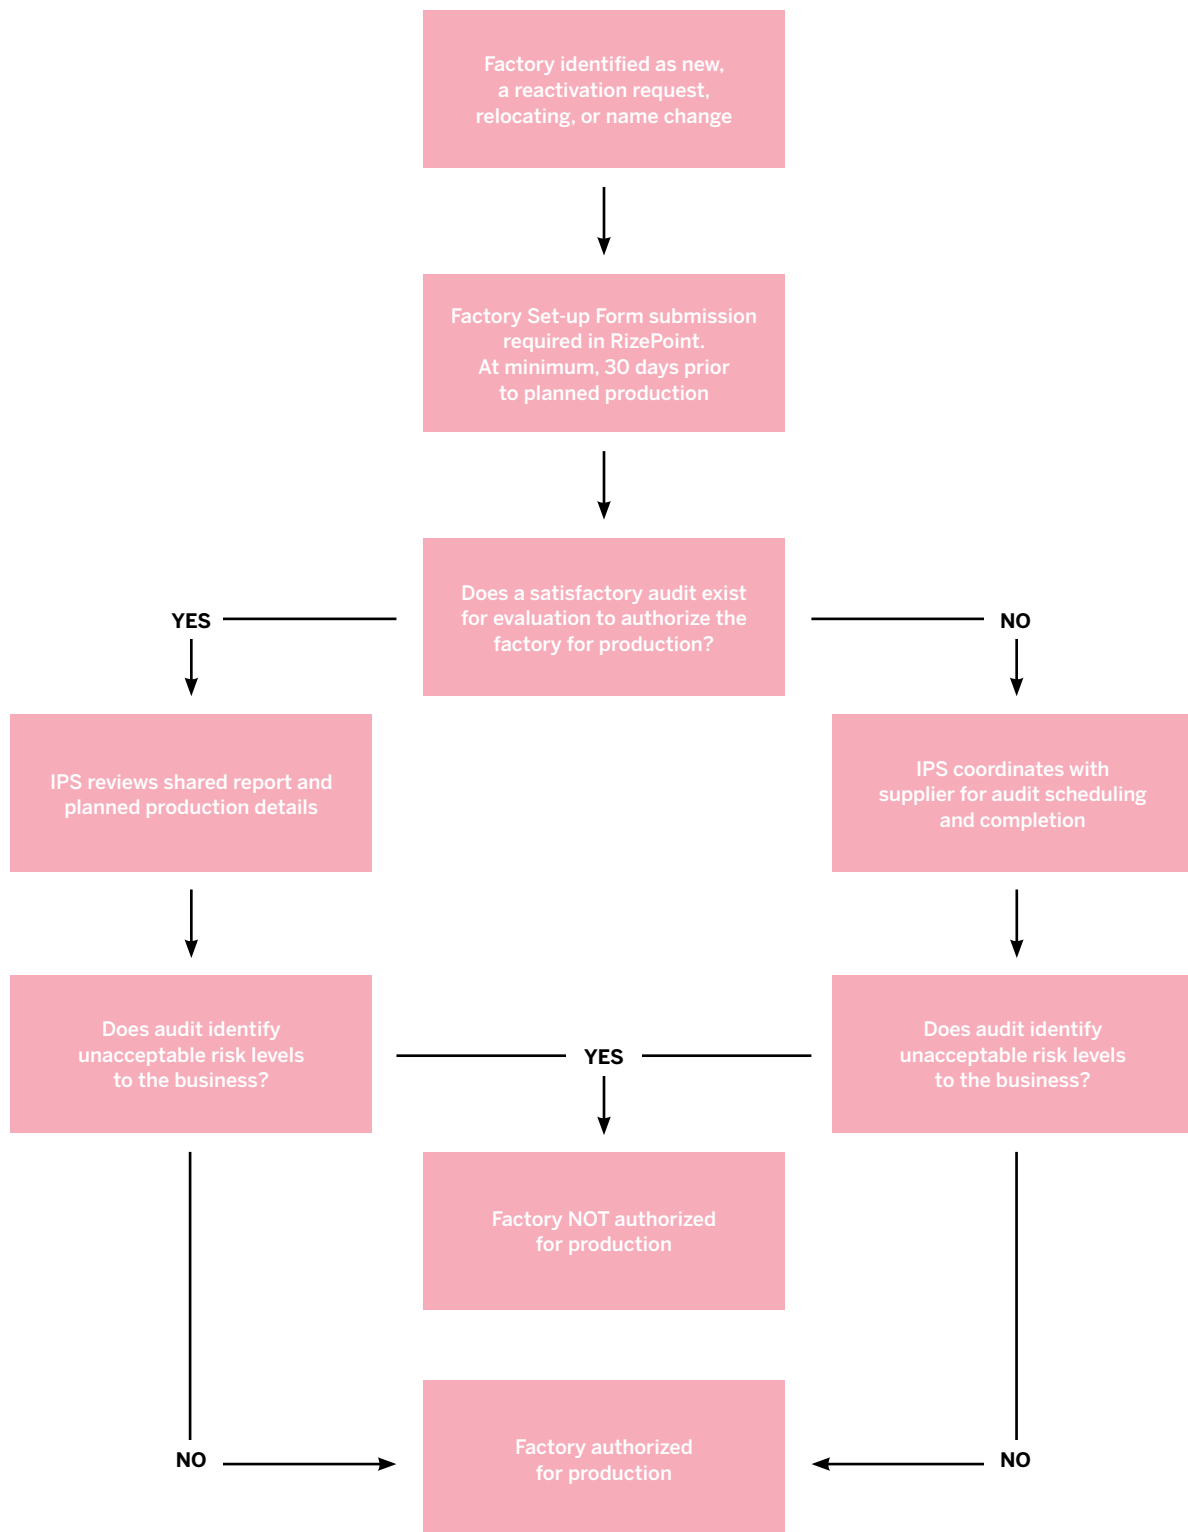 Factory identified as new,
a reactivation request,
relocating, or name change
Factory Set-up Form submission
required in RizePoint.
At minimum, 30 days prior
to planned production
Does a satisfactory audit exist
for evaluation to authorize the
factory for production?
YES
NO
IPS reviews shared report and
planned production details
IPS coordinates with
supplier for audit scheduling
and completion
Does audit identify
unacceptable risk levels
to the business?
YES
Does audit identify
unacceptable risk levels
to the business?
Factory NOT authorized
for production
NO
Factory authorized
for production
NO